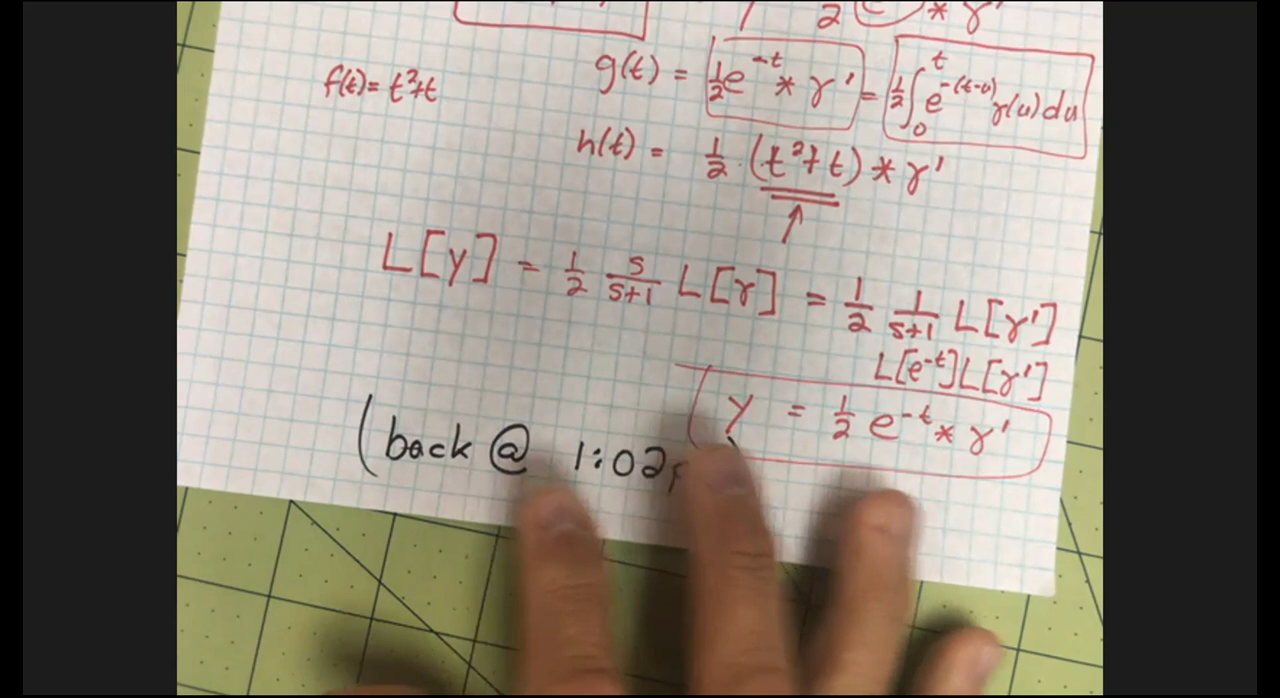 2 e * γ'
f(t) = t²+t
g(t) = ½e^-t * γ' = ½∫₀^t e^-(t-u) γ(u)du
h(t) = ½ (t²+t) * γ'
↑
L[y] = ½ s/(s+1) L[γ] = ½ 1/(s+1) L[γ']
L[e^-t]L[γ']
y = ½ e^-t * γ'
(back @ 1:02